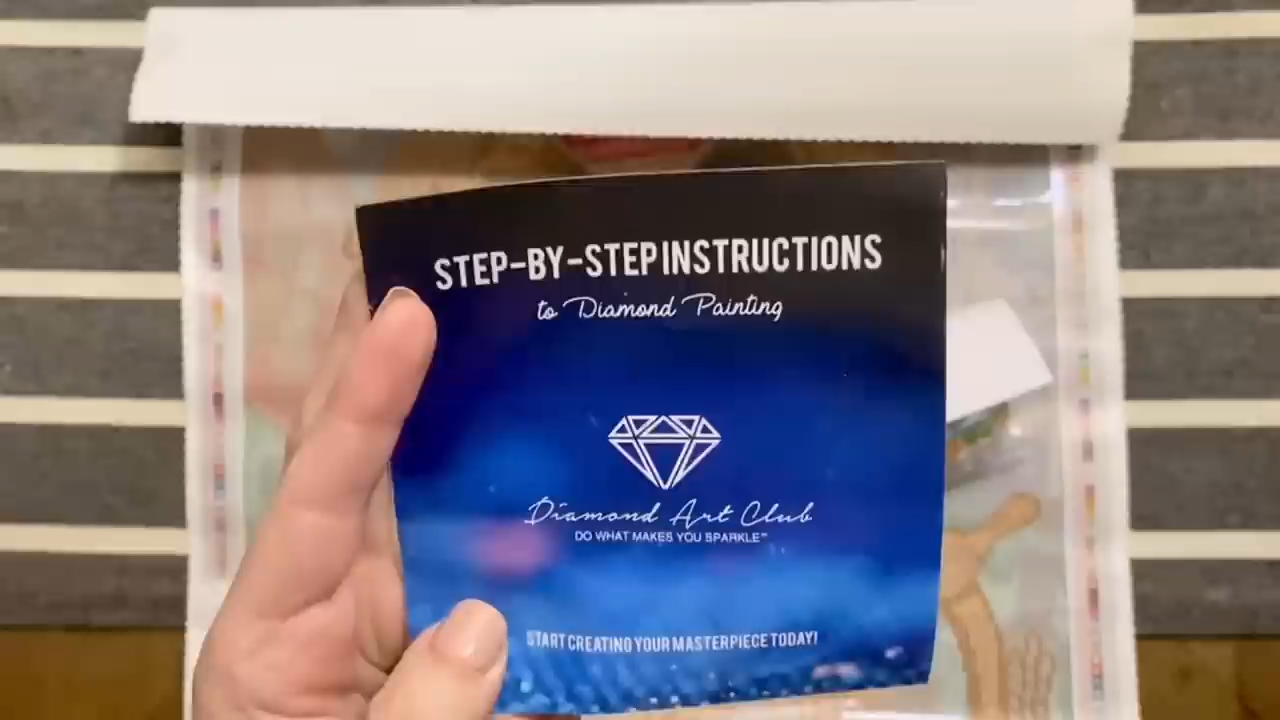 STEP-BY-STEP INSTRUCTIONS
to Diamond Painting
Diamond Art Club
DO WHAT MAKES YOU SPARKLE™
START CREATING YOUR MASTERPIECE TODAY!